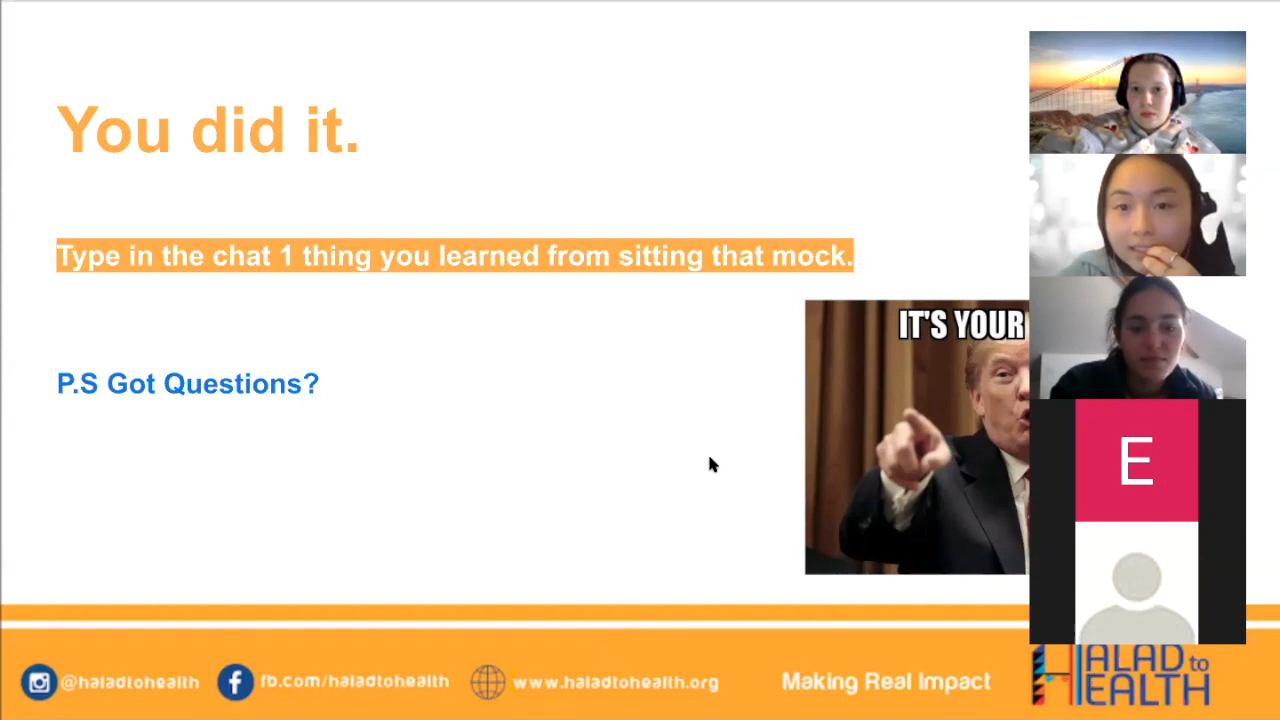 You did it.
Type in the chat 1 thing you learned from sitting that mock.
IT'S YOUR
P.S Got Questions?
E
@haladtohealth
fb.com/haladtohealth
www.haladtohealth.org
Making Real Impact
HALAD to
HEALTH